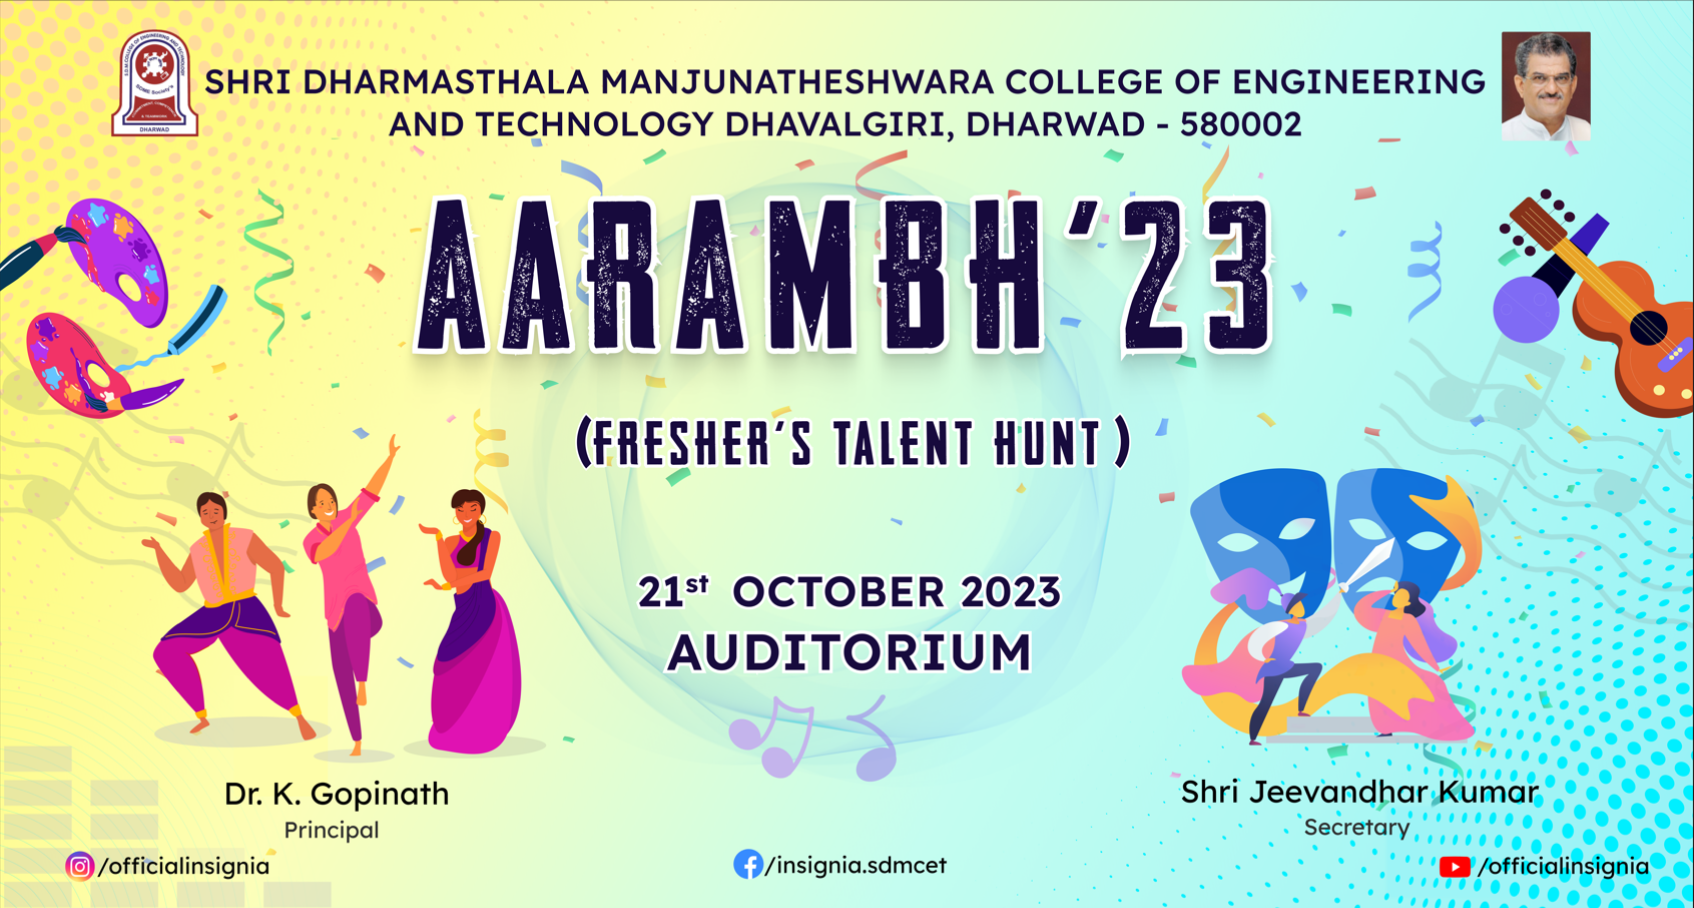 SHRI DHARMASTHALA MANJUNATHESHWARA COLLEGE OF ENGINEERING
AND TECHNOLOGY DHAVALGIRI, DHARWAD - 580002
DHARWAD
AARAMBH'23
(FRESHER'S TALENT HUNT)
21st OCTOBER 2023
AUDITORIUM
Dr. K. Gopinath
Principal
Shri Jeevandhar Kumar
Secretary
/officialinsignia
/insignia.sdmcet
/officialinsignia